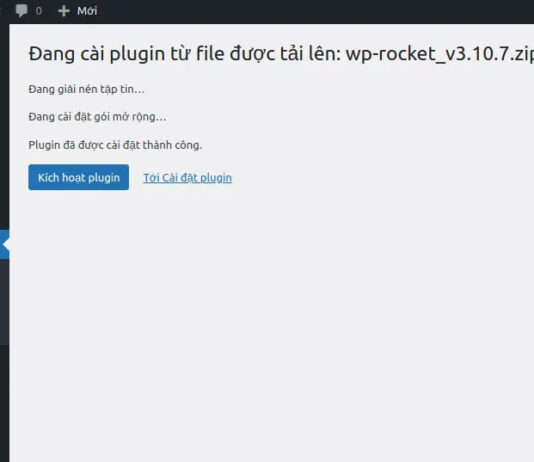 0 Mới
Đang cài plugin từ file được tải lên: wp-rocket_v3.10.7.zip
Đang giải nén tập tin…
Đang cài đặt gói mở rộng…
Plugin đã được cài đặt thành công.
Kích hoạt plugin Tới Cài đặt plugin